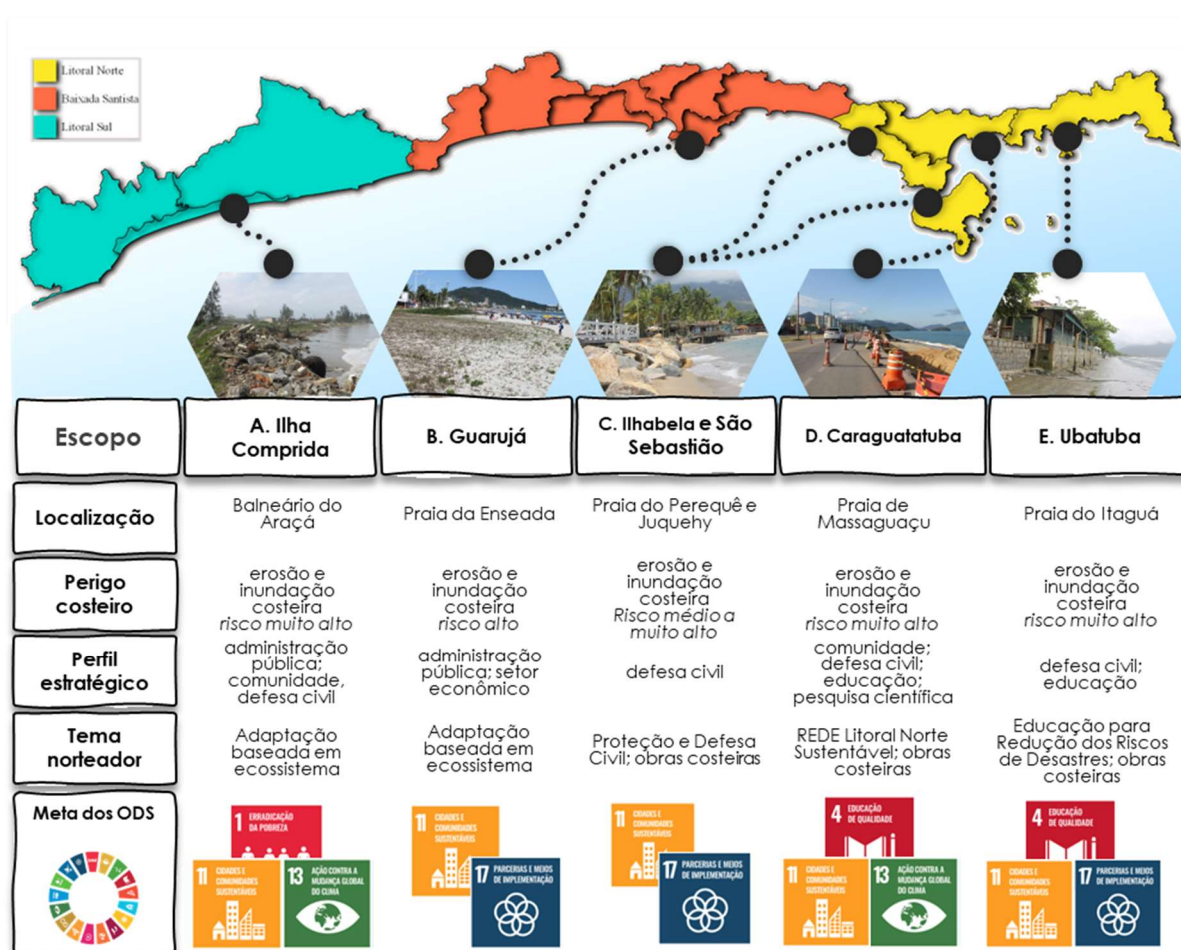 Litoral Norte
Baixada Santista
Litoral Sul
Escopo
A. Ilha
Comprida
B. Guarujá
C. Ilhabela e São
Sebastião
D. Caraguatatuba
E. Ubatuba
Localização
Balneário do
Araçá
Praia da Enseada
Praia do Perequê e
Juquehy
Praia de
Massaguaçu
Praia do Itaguá
Perigo
costeiro
erosão e
inundação
costeira
risco muito alto
erosão e
inundação
costeira
risco alto
erosão e
inundação
costeira
Risco médio a
muito alto
erosão e
inundação
costeira
risco muito alto
erosão e
inundação
costeira
risco muito alto
Perfil
estratégico
administração
pública;
comunidade,
defesa civil
administração
pública; setor
econômico
defesa civil
comunidade;
defesa civil;
educação;
pesquisa científica
defesa civil;
educação
Tema
norteador
Adaptação
baseada em
ecossistema
Adaptação
baseada em
ecossistema
Proteção e Defesa
Civil; obras costeiras
REDE Litoral Norte
Sustentável; obras
costeiras
Educação para
Redução dos Riscos
de Desastres; obras
costeiras
Meta dos ODS
1 ERRADICAÇÃO
DA POBREZA
11 CIDADES E
COMUNIDADES
SUSTENTÁVEIS
13 AÇÃO CONTRA A
MUDANÇA GLOBAL
DO CLIMA
11 CIDADES E
COMUNIDADES
SUSTENTÁVEIS
17 PARCERIAS E MEIOS
DE IMPLEMENTAÇÃO
11 CIDADES E
COMUNIDADES
SUSTENTÁVEIS
17 PARCERIAS E MEIOS
DE IMPLEMENTAÇÃO
4 EDUCAÇÃO
DE QUALIDADE
11 CIDADES E
COMUNIDADES
SUSTENTÁVEIS
13 AÇÃO CONTRA A
MUDANÇA GLOBAL
DO CLIMA
4 EDUCAÇÃO
DE QUALIDADE
11 CIDADES E
COMUNIDADES
SUSTENTÁVEIS
17 PARCERIAS E MEIOS
DE IMPLEMENTAÇÃO